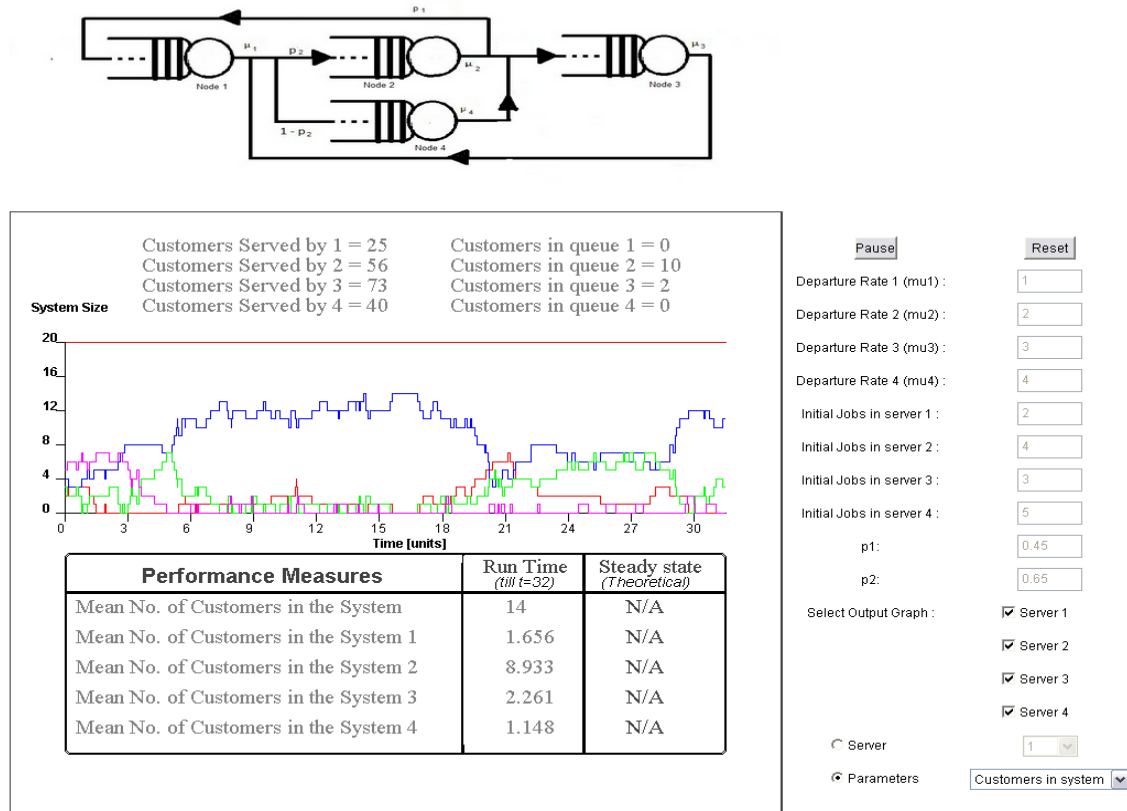 p1
μ1
p2
μ2
μ3
Node 1
Node 2
Node 3
μ4
1 - p2
Node 4
Customers Served by 1 = 25
Customers in queue 1 = 0
Customers Served by 2 = 56
Customers in queue 2 = 10
Customers Served by 3 = 73
Customers in queue 3 = 2
Customers Served by 4 = 40
Customers in queue 4 = 0
System Size
20
16
12
8
4
0
0 3 6 9 12 15 18 21 24 27 30
Time [units]
Performance Measures
Run Time
(till t=32)
Steady state
(Theoretical)
Mean No. of Customers in the System 14 N/A
Mean No. of Customers in the System 1 1.656 N/A
Mean No. of Customers in the System 2 8.933 N/A
Mean No. of Customers in the System 3 2.261 N/A
Mean No. of Customers in the System 4 1.148 N/A
Pause
Reset
Departure Rate 1 (mu1) : 1
Departure Rate 2 (mu2) : 2
Departure Rate 3 (mu3) : 3
Departure Rate 4 (mu4) : 4
Initial Jobs in server 1 : 2
Initial Jobs in server 2 : 4
Initial Jobs in server 3 : 3
Initial Jobs in server 4 : 5
p1: 0.45
p2: 0.65
Select Output Graph : Server 1
Server 2
Server 3
Server 4
Server 1
Parameters Customers in system